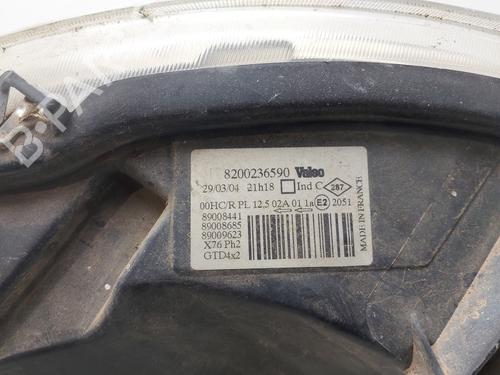 8200236590 Valeo
29/03/04 21h18 Ind C 287
00HC/R PL 12.5 02A 01 1a E2 2051
89008441
89008685
89009623
X76 Ph2
GTD4x2
MADE IN FRANCE
B-PARTS